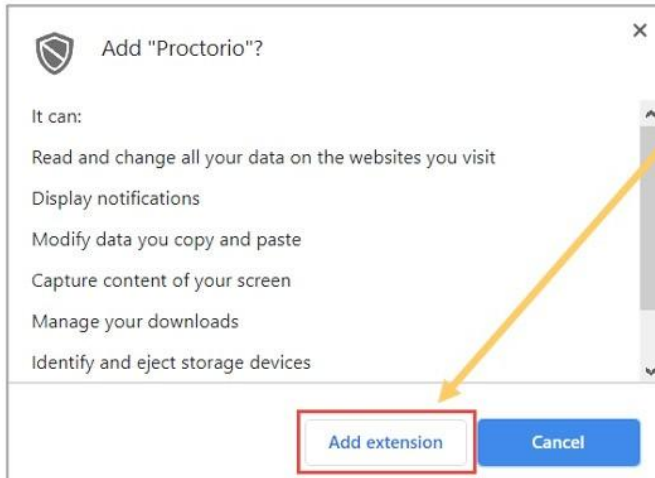 Add "Proctorio"?
It can:
Read and change all your data on the websites you visit
Display notifications
Modify data you copy and paste
Capture content of your screen
Manage your downloads
Identify and eject storage devices
Add extension
Cancel